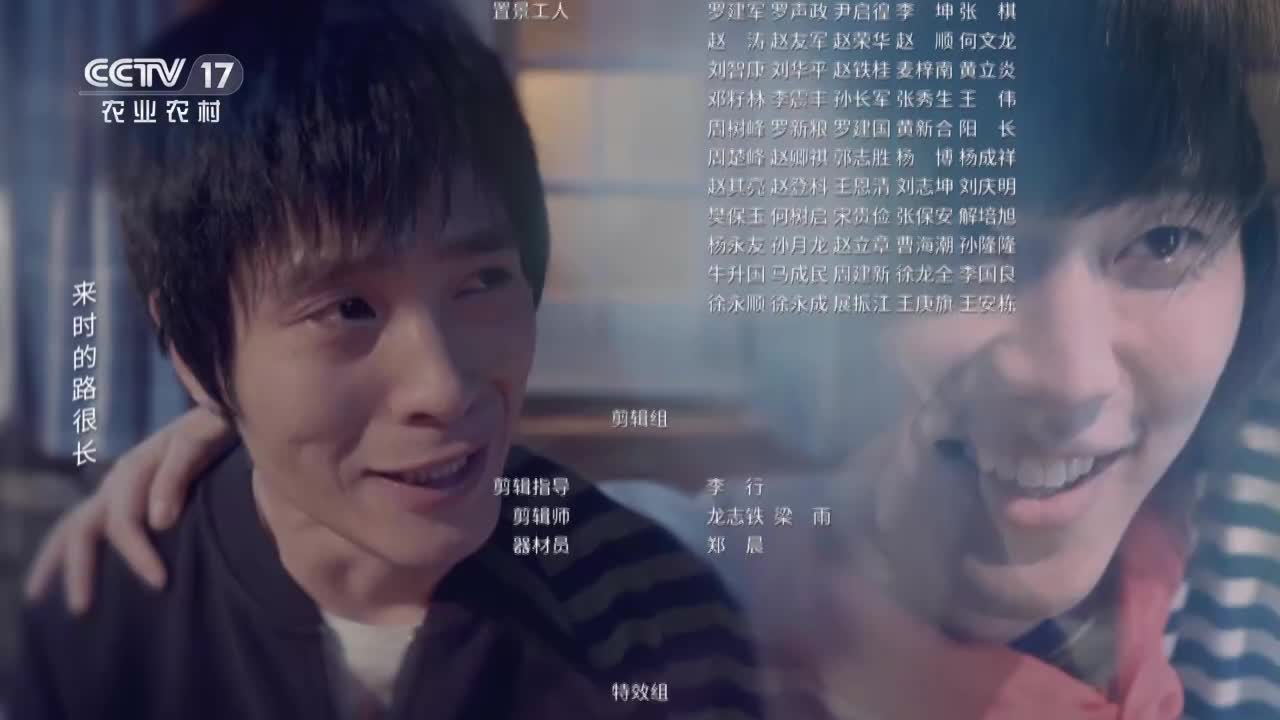 置景工人 罗建军 罗声政 尹启徨 李 坤 张 棋
赵 涛 赵友军 赵荣华 赵 顺 何文龙
刘智康 刘华平 赵铁桂 麦梓南 黄立炎
邓籽林 李震丰 孙长军 张秀生 王 伟
周树峰 罗新粮 罗建国 黄新合 阳 长
周楚峰 赵卿祺 郭志胜 杨 博 杨成祥
赵其亮 赵登科 王恩清 刘志坤 刘庆明
樊保玉 何树启 宋贵俭 张保安 解培旭
杨永友 孙月龙 赵立章 曹海潮 孙隆隆
牛升国 马成民 周建新 徐龙全 李国良
徐永顺 徐永成 展振江 王庚旗 王安栋
CCTV 17
农业农村
来时的路很长
剪辑组
剪辑指导 李 行
剪辑师 龙志铁 梁 雨
器材员 郑 晨
特效组